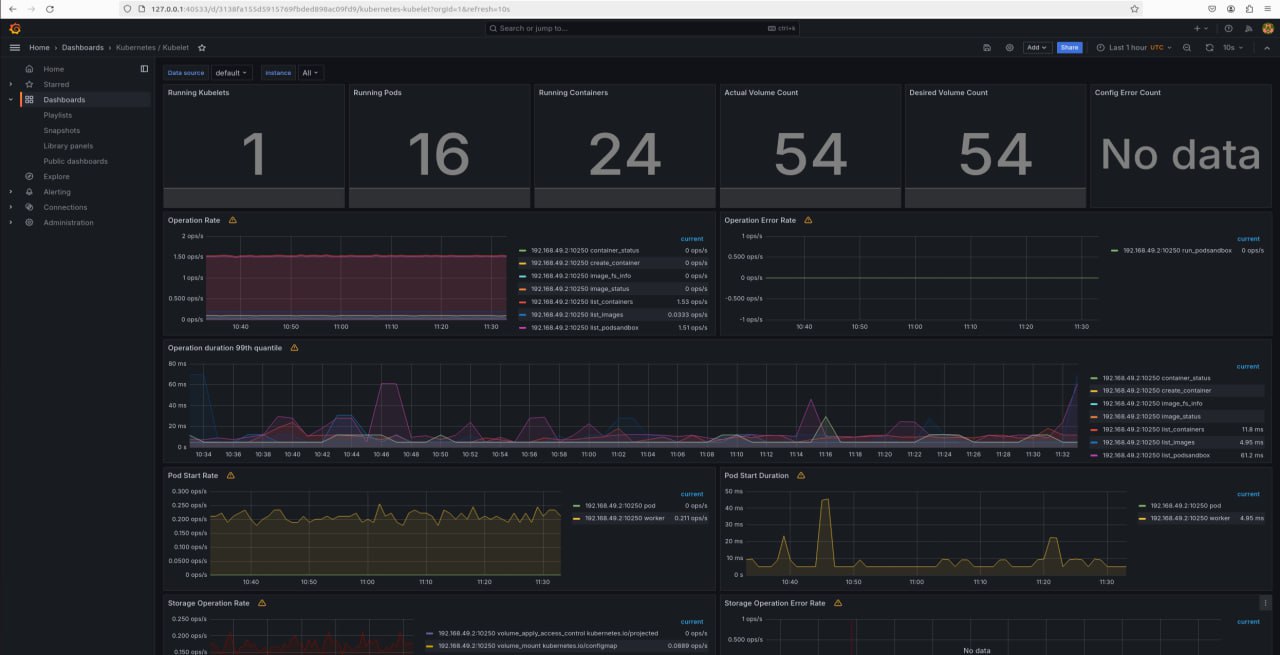 127.0.0.1:40533/d/3138fa155d5915769fbded898ac09fd9/kubernetes-kubelet?orgId=1&refresh=10s
Search or jump to...
ctrl+k
Home › Dashboards › Kubernetes / Kubelet
Add
Share
Last 1 hour UTC
10s
Home
Starred
Dashboards
Playlists
Snapshots
Library panels
Public dashboards
Explore
Alerting
Connections
Administration
Data source default
instance All
Running Kubelets
1
Running Pods
16
Running Containers
24
Actual Volume Count
54
Desired Volume Count
54
Config Error Count
No data
Operation Rate
2 ops/s
1.50 ops/s
1 ops/s
0.500 ops/s
0 ops/s
10:40 10:50 11:00 11:10 11:20 11:30
current
192.168.49.2:10250 container_status 0 ops/s
192.168.49.2:10250 create_container 0 ops/s
192.168.49.2:10250 image_fs_info 0 ops/s
192.168.49.2:10250 image_status 0 ops/s
192.168.49.2:10250 list_containers 1.53 ops/s
192.168.49.2:10250 list_images 0.0333 ops/s
192.168.49.2:10250 list_podsandbox 1.51 ops/s
Operation Error Rate
1 ops/s
0.500 ops/s
0 ops/s
-0.500 ops/s
-1 ops/s
10:40 10:50 11:00 11:10 11:20 11:30
current
192.168.49.2:10250 run_podsandbox 0 ops/s
Operation duration 99th quantile
80 ms
60 ms
40 ms
20 ms
0 s
10:34 10:36 10:38 10:40 10:42 10:44 10:46 10:48 10:50 10:52 10:54 10:56 10:58 11:00 11:02 11:04 11:06 11:08 11:10 11:12 11:14 11:16 11:18 11:20 11:22 11:24 11:26 11:28 11:30 11:32
current
192.168.49.2:10250 container_status
192.168.49.2:10250 create_container
192.168.49.2:10250 image_fs_info
192.168.49.2:10250 image_status
192.168.49.2:10250 list_containers 11.8 ms
192.168.49.2:10250 list_images 4.95 ms
192.168.49.2:10250 list_podsandbox 61.2 ms
Pod Start Rate
0.300 ops/s
0.250 ops/s
0.200 ops/s
0.150 ops/s
0.100 ops/s
0.0500 ops/s
0 ops/s
10:40 10:50 11:00 11:10 11:20 11:30
current
192.168.49.2:10250 pod 0 ops/s
192.168.49.2:10250 worker 0.211 ops/s
Pod Start Duration
50 ms
40 ms
30 ms
20 ms
10 ms
0 s
10:40 10:50 11:00 11:10 11:20 11:30
current
192.168.49.2:10250 pod
192.168.49.2:10250 worker 4.95 ms
Storage Operation Rate
0.250 ops/s
0.200 ops/s
0.150 ops/s
current
192.168.49.2:10250 volume_apply_access_control kubernetes.io/projected 0 ops/s
192.168.49.2:10250 volume_mount kubernetes.io/configmap 0.0889 ops/s
Storage Operation Error Rate
1 ops/s
0.500 ops/s
No data
current